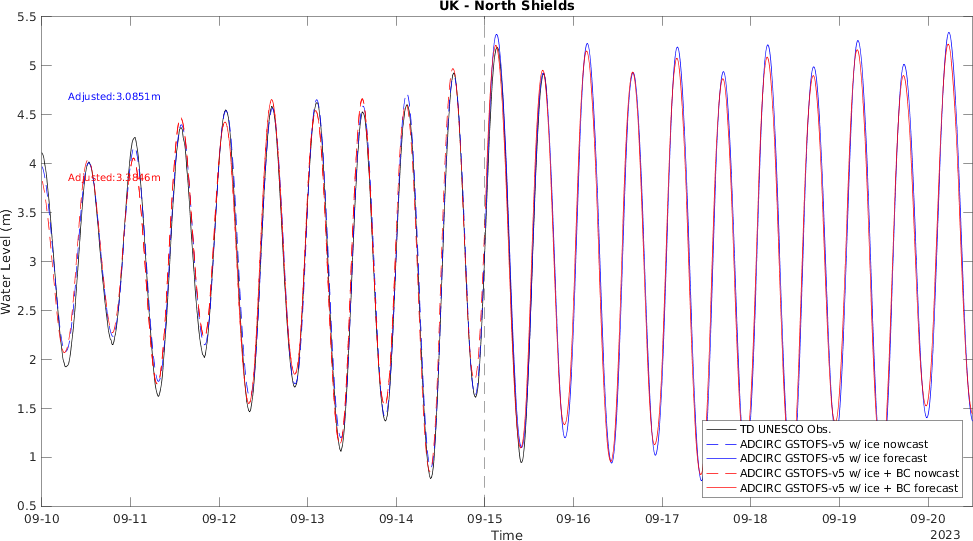 UK - North Shields
5.5
5
4.5
4
3.5
3
2.5
2
1.5
1
0.5
Water Level (m)
Adjusted:3.0851m
Adjusted:3.3846m
TD UNESCO Obs.
ADCIRC GSTOFS-v5 w/ ice nowcast
ADCIRC GSTOFS-v5 w/ ice forecast
ADCIRC GSTOFS-v5 w/ ice + BC nowcast
ADCIRC GSTOFS-v5 w/ ice + BC forecast
09-10 09-11 09-12 09-13 09-14 09-15 09-16 09-17 09-18 09-19 09-20
Time
2023